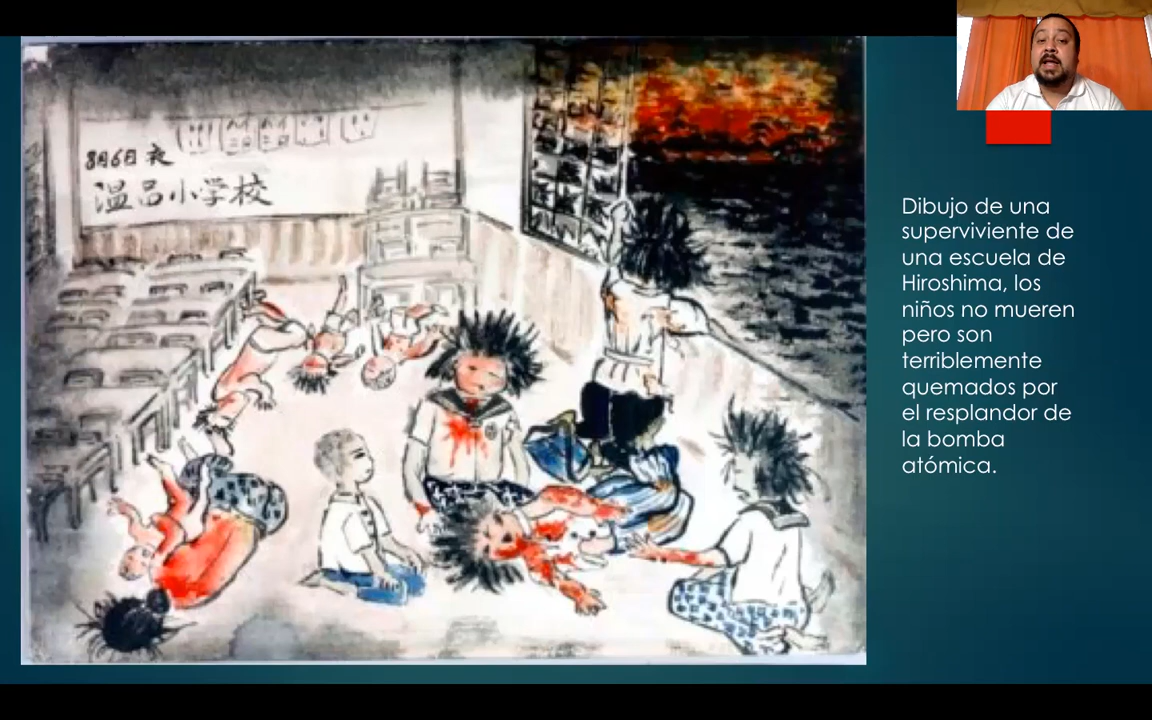 8月6日 夜
温品小学校
Dibujo de una
superviviente de
una escuela de
Hiroshima, los
niños no mueren
pero son
terriblemente
quemados por
el resplandor de
la bomba
atómica.